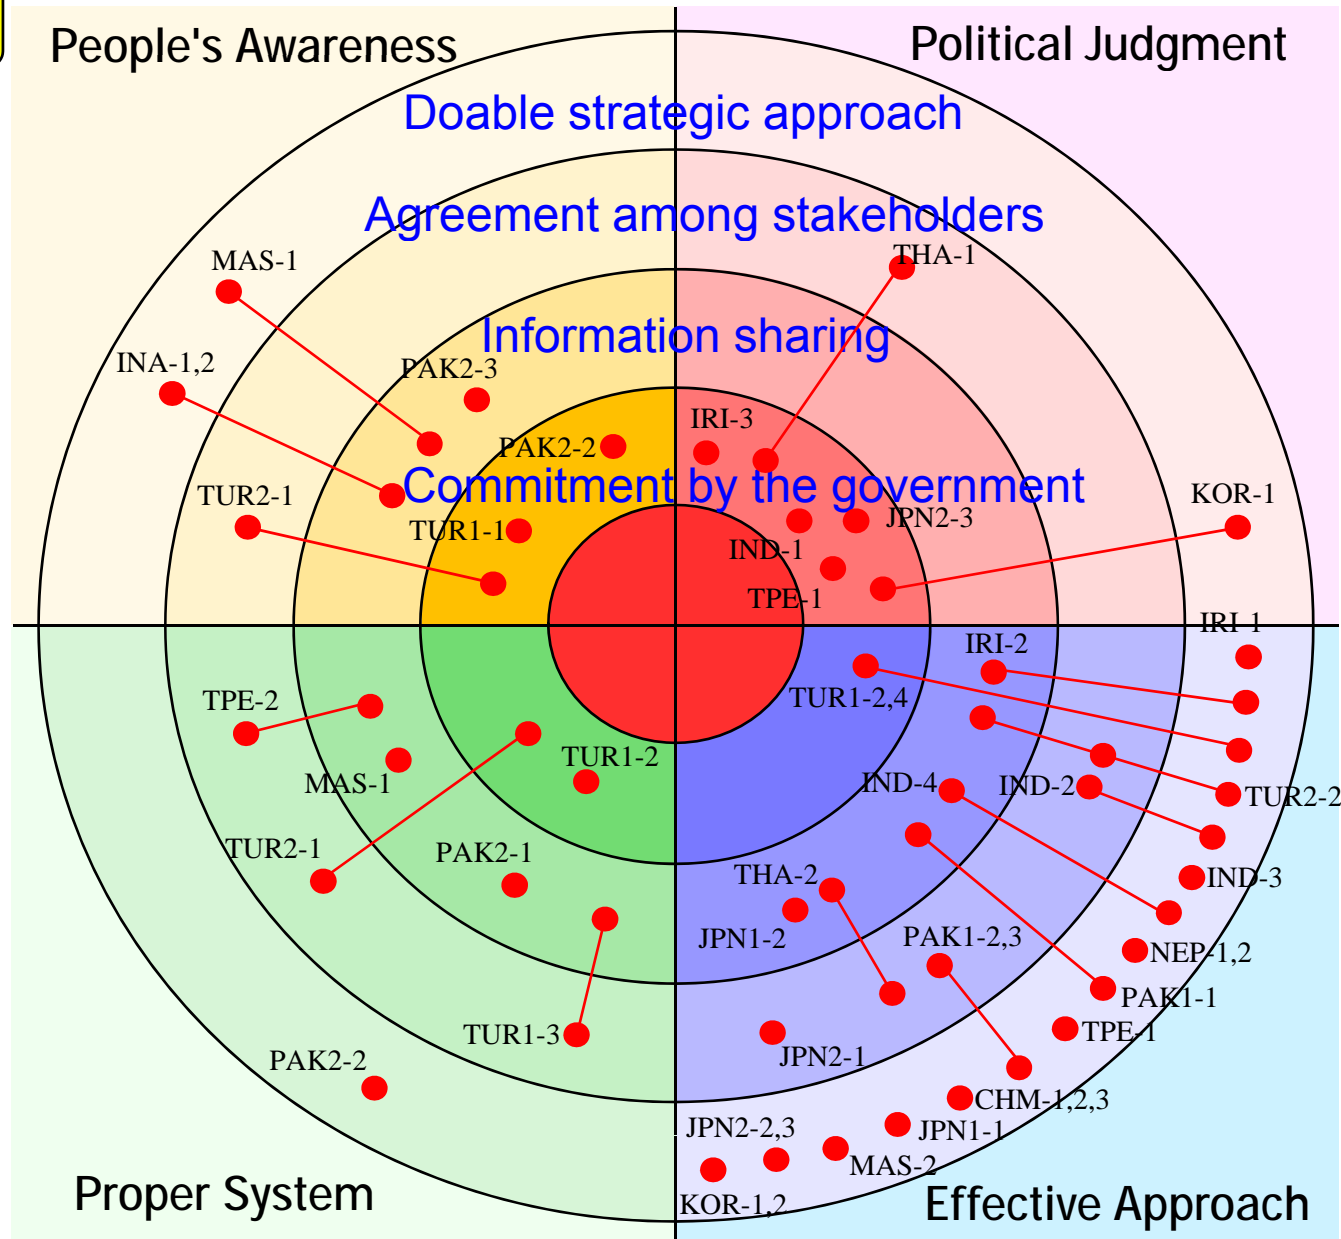 People's Awareness
Political Judgment
Doable strategic approach
Agreement among stakeholders
THA-1
MAS-1
Information sharing
INA-1,2
PAK2-3
IRI-3
PAK2-2
Commitment by the government
TUR2-1
KOR-1
TUR1-1
JPN2-3
IND-1
TPE-1
IRI-1
IRI-2
TPE-2
TUR1-2,4
TUR1-2
MAS-1
IND-4
IND-2
TUR2-2
TUR2-1
PAK2-1
THA-2
IND-3
JPN1-2
PAK1-2,3
NEP-1,2
PAK1-1
TUR1-3
TPE-1
PAK2-2
JPN2-1
CHM-1,2,3
JPN2-2,3
JPN1-1
MAS-2
Proper System
KOR-1,2
Effective Approach